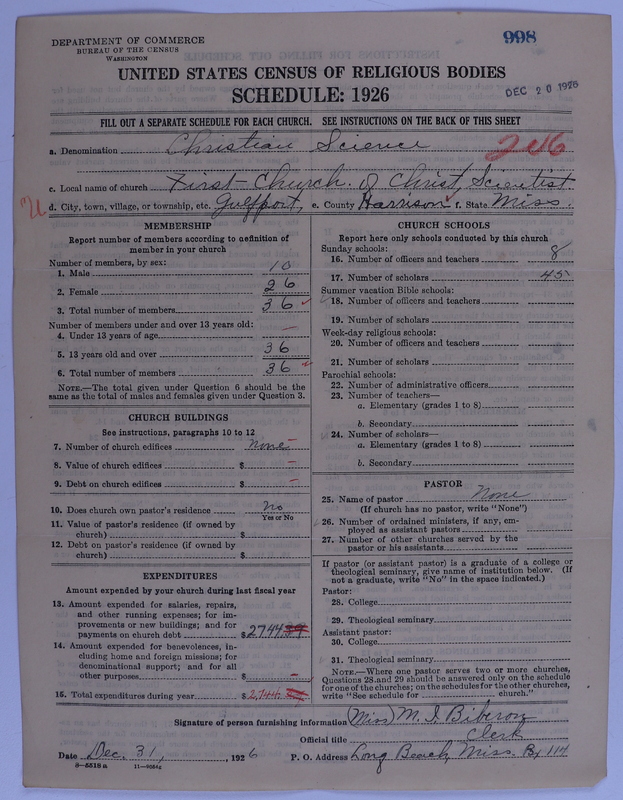 DEPARTMENT OF COMMERCE
BUREAU OF THE CENSUS
WASHINGTON
998
UNITED STATES CENSUS OF RELIGIOUS BODIES
SCHEDULE: 1926
DEC 20 1926
FILL OUT A SEPARATE SCHEDULE FOR EACH CHURCH. SEE INSTRUCTIONS ON THE BACK OF THIS SHEET
a. Denomination Christian Science
206
c. Local name of church First Church of Christ, Scientist
d. City, town, village, or township, etc. Gulfport, e. County Harrison f. State Miss.
MEMBERSHIP
Report number of members according to definition of
member in your church
Number of members, by sex:
1. Male 10
2. Female 26
3. Total number of members 36
Number of members under and over 13 years old:
4. Under 13 years of age —
5. 13 years old and over 36
6. Total number of members 36
NOTE.—The total given under Question 6 should be the
same as the total of males and females given under Question 3.
CHURCH BUILDINGS
See instructions, paragraphs 10 to 12
7. Number of church edifices None
8. Value of church edifices $ –
9. Debt on church edifices $ –
10. Does church own pastor's residence No
Yes or No
11. Value of pastor's residence (if owned by
church) $
12. Debt on pastor's residence (if owned by
church) $
EXPENDITURES
Amount expended by your church during last fiscal year
13. Amount expended for salaries, repairs,
and other running expenses; for im-
provements or new buildings; and for
payments on church debt $2744
14. Amount expended for benevolences, in-
cluding home and foreign missions; for
denominational support; and for all
other purposes $ –
15. Total expenditures during year $2,744
CHURCH SCHOOLS
Report here only schools conducted by this church
Sunday schools:
16. Number of officers and teachers 8
17. Number of scholars 45
Summer vacation Bible schools:
18. Number of officers and teachers
19. Number of scholars
Week-day religious schools:
20. Number of officers and teachers
21. Number of scholars
Parochial schools:
22. Number of administrative officers
23. Number of teachers—
a. Elementary (grades 1 to 8)
b. Secondary
24. Number of scholars—
a. Elementary (grades 1 to 8)
b. Secondary
PASTOR
25. Name of pastor None
(If church has no pastor, write "None")
26. Number of ordained ministers, if any, em-
ployed as assistant pastors
27. Number of other churches served by the
pastor or his assistants
If pastor (or assistant pastor) is a graduate of a college or
theological seminary, give name of institution below. (If
not a graduate, write "No" in the space indicated.)
Pastor:
28. College
29. Theological seminary
Assistant pastor:
30. College
31. Theological seminary
NOTE.—Where one pastor serves two or more churches,
Questions 28 and 29 should be answered only on the schedule
for one of the churches; on the schedules for the other churches,
write "See schedule for church."
Signature of person furnishing information (Miss) M. I.
Official title Clerk
Date Dec. 31, 1926 P. O. Address Long Beach, Miss. Bx 114
8-5518a 11-9564